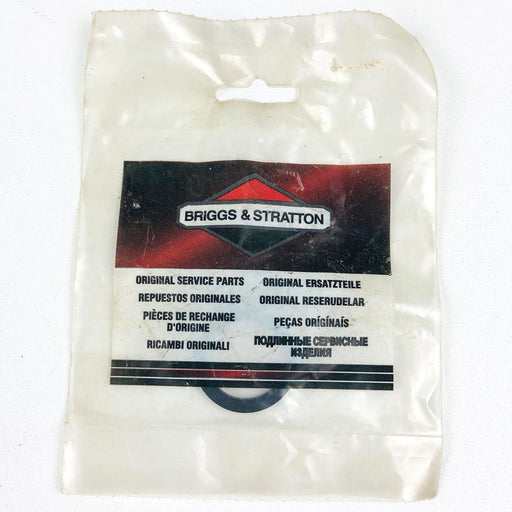 BRIGGS & STRATTON
ORIGINAL SERVICE PARTS
REPUESTOS ORIGINALES
PIÈCES DE RECHANGE
D'ORIGINE
RICAMBI ORIGINALI
ORIGINAL ERSATZTEILE
ORIGINAL RESERUDELAR
PEÇAS ORÍGÍNAÍS
ПОДЛИННЫЕ СЕРВИСНЫЕ
ИЗДЕЛИЯ